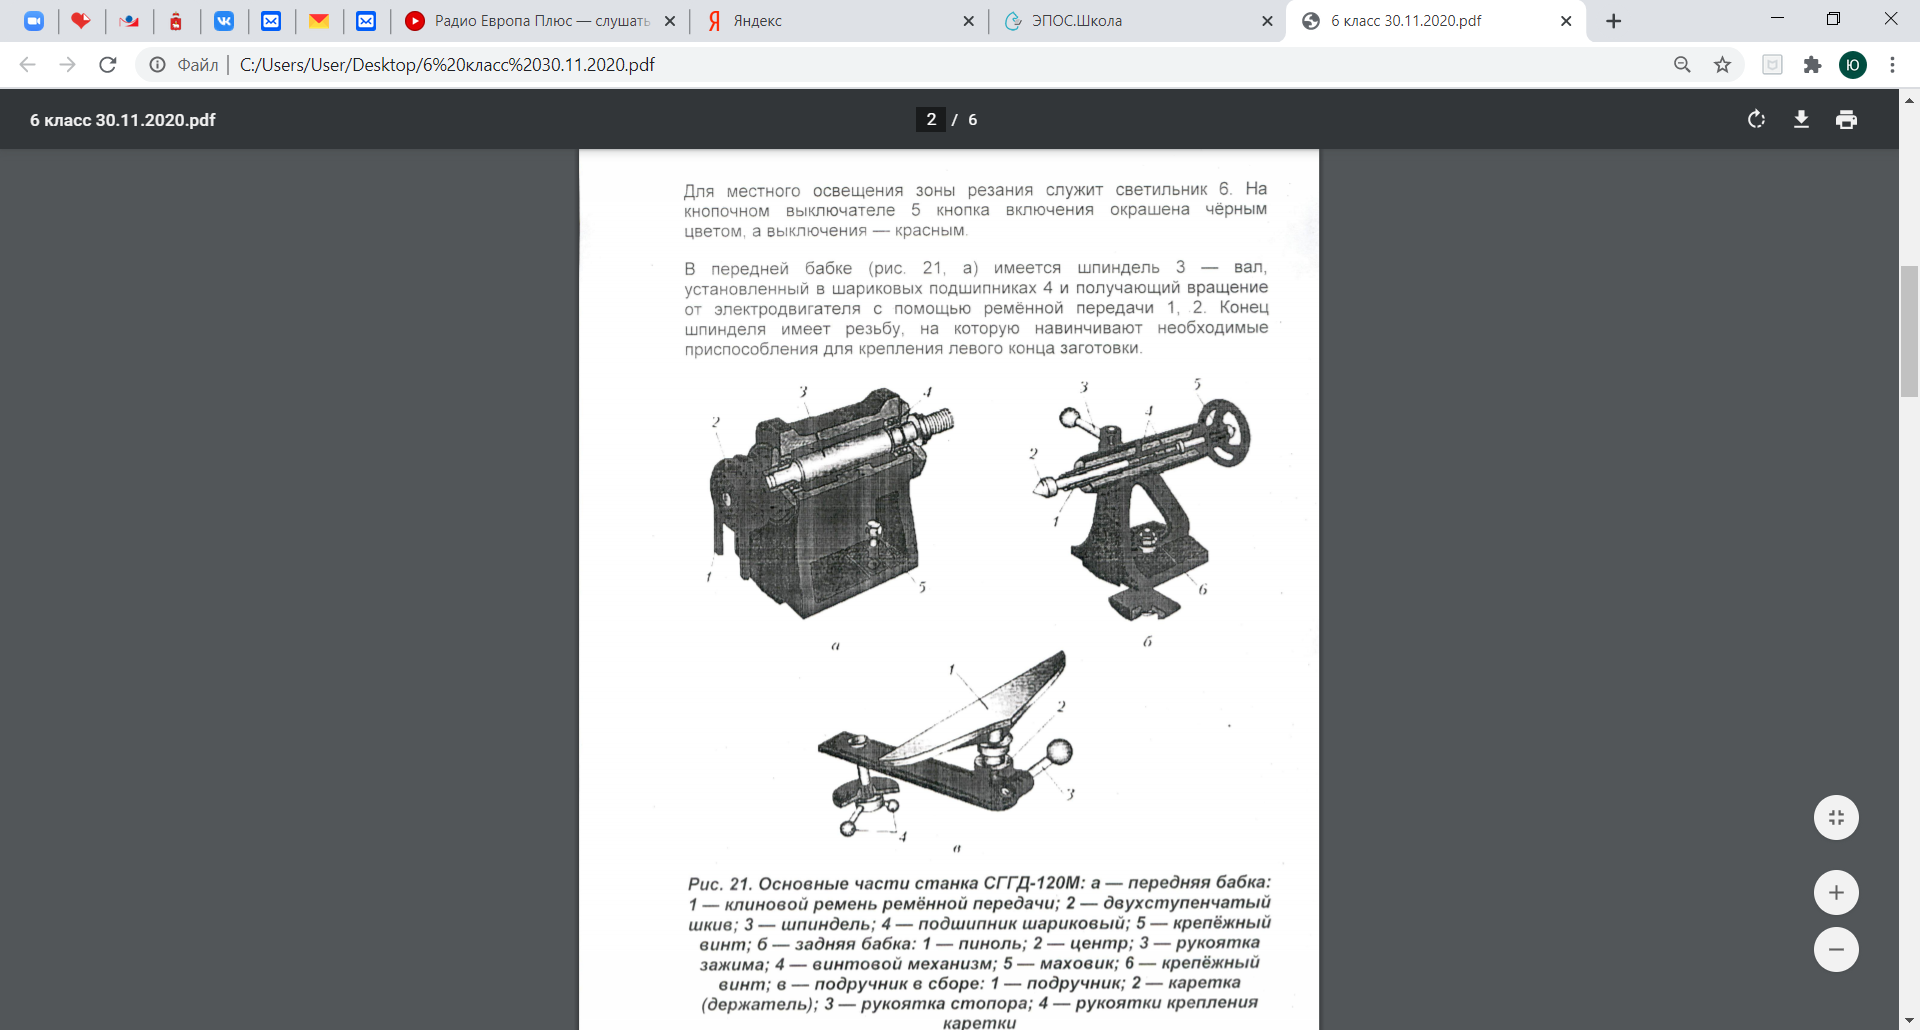 Радио Европа Плюс — слушать
Яндекс
ЭПОС.Школа
6 класс 30.11.2020.pdf
Файл
C:/Users/User/Desktop/6%20класс%2030.11.2020.pdf
Ю
6 класс 30.11.2020.pdf
2 / 6
Для местного освещения зоны резания служит светильник 6. На
кнопочном выключателе 5 кнопка включения окрашена чёрным
цветом, а выключения — красным.
В передней бабке (рис. 21, а) имеется шпиндель 3 — вал,
установленный в шариковых подшипниках 4 и получающий вращение
от электродвигателя с помощью ремённой передачи 1, 2. Конец
шпинделя имеет резьбу, на которую навинчивают необходимые
приспособления для крепления левого конца заготовки.
3
4
2
1
5
а
3
5
4
2
1
6
б
1
2
3
4
в
Рис. 21. Основные части станка СГГД-120М: а — передняя бабка:
1 — клиновой ремень ремённой передачи; 2 — двухступенчатый
шкив; 3 — шпиндель; 4 — подшипник шариковый; 5 — крепёжный
винт; б — задняя бабка: 1 — пиноль; 2 — центр; 3 — рукоятка
зажима; 4 — винтовой механизм; 5 — маховик; 6 — крепёжный
винт; в — подручник в сборе: 1 — подручник; 2 — каретка
(держатель); 3 — рукоятка стопора; 4 — рукоятки крепления
каретки